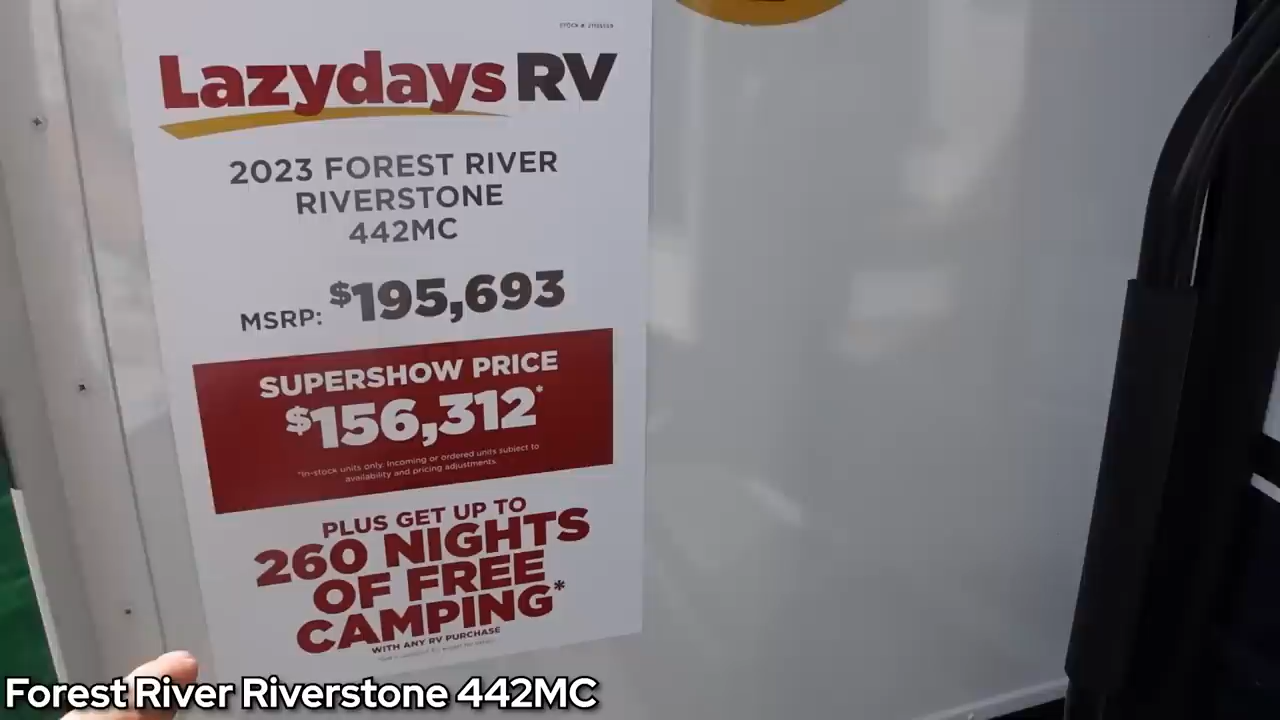 Lazydays RV
2023 FOREST RIVER
RIVERSTONE
442MC
MSRP: $195,693
SUPERSHOW PRICE
$156,312*
*In-stock units only. Incoming or ordered units subject to
availability and pricing adjustments.
PLUS GET UP TO
260 NIGHTS
OF FREE
CAMPING*
WITH ANY RV PURCHASE
Forest River Riverstone 442MC